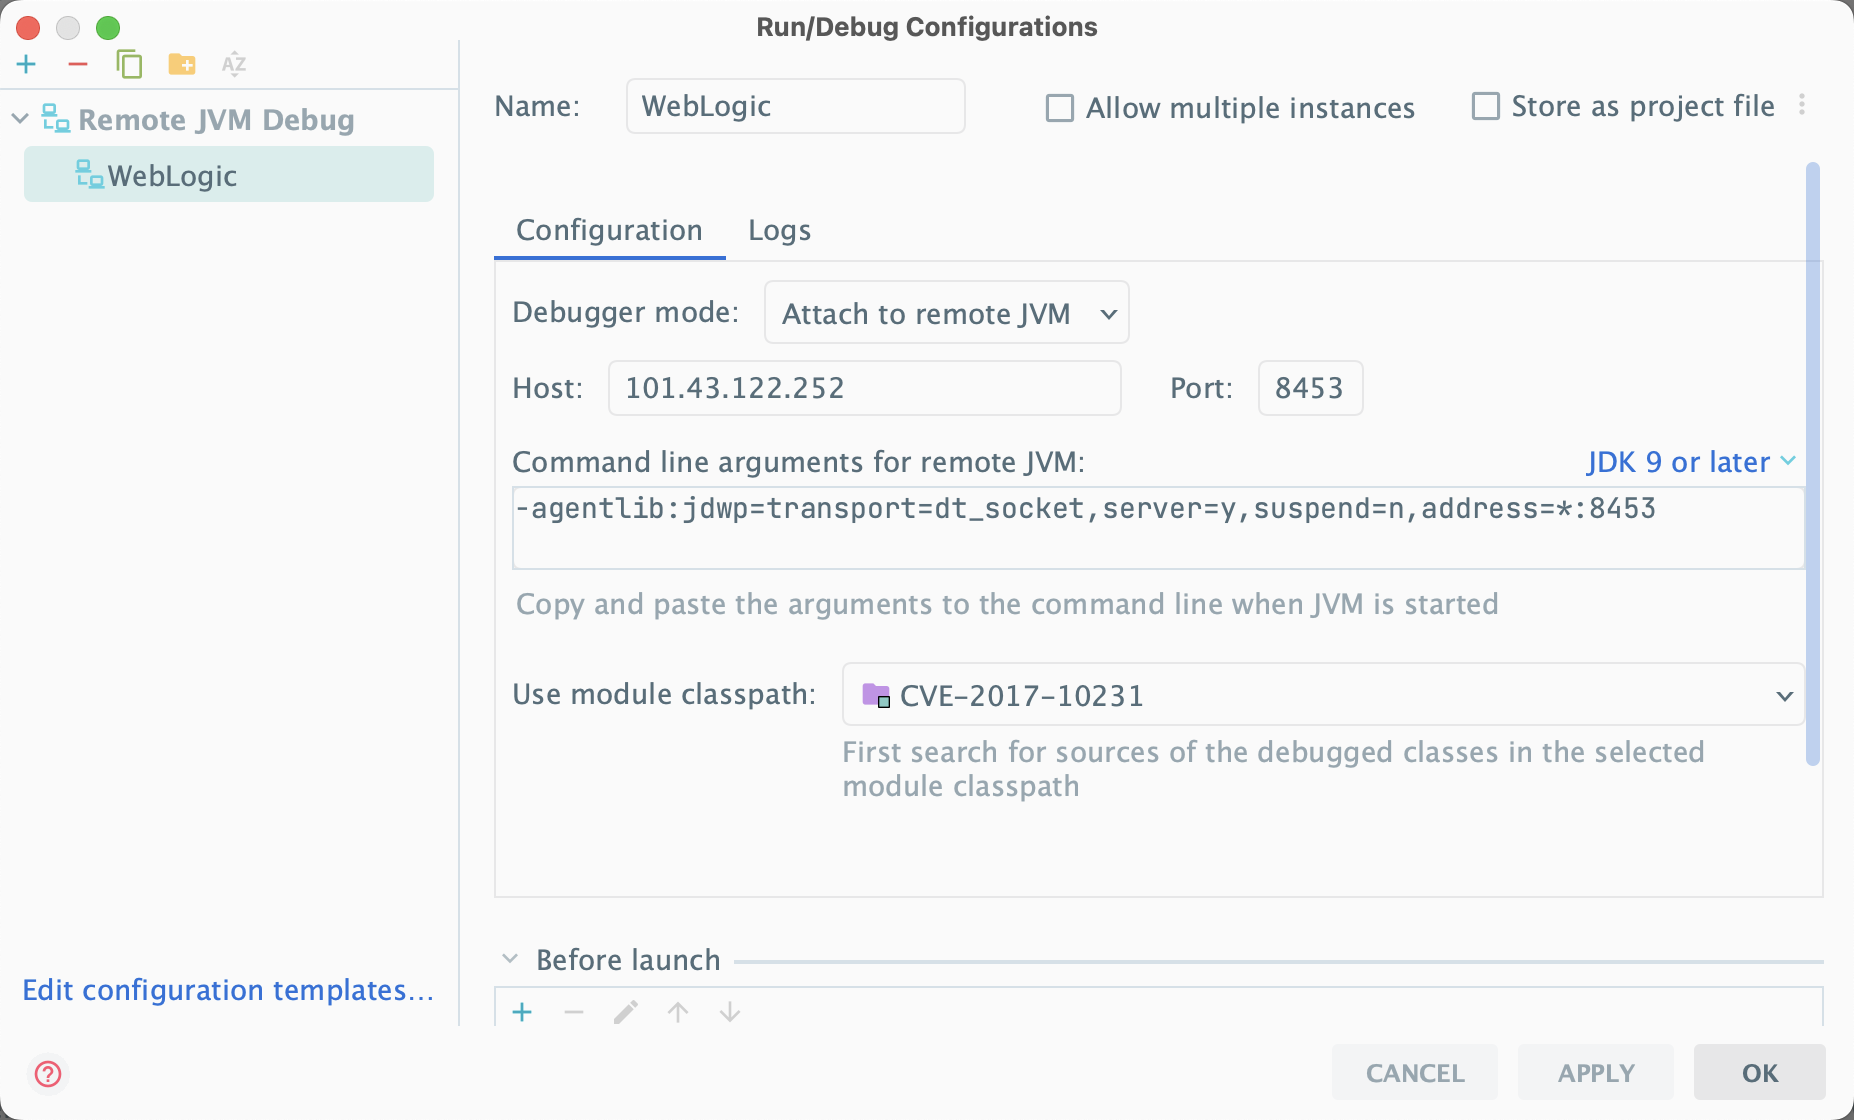 Run/Debug Configurations
AZ
Remote JVM Debug
WebLogic
Edit configuration templates...
Name: WebLogic Allow multiple instances Store as project file
Configuration Logs
Debugger mode: Attach to remote JVM
Host: 101.43.122.252 Port: 8453
Command line arguments for remote JVM: JDK 9 or later
-agentlib:jdwp=transport=dt_socket,server=y,suspend=n,address=*:8453
Copy and paste the arguments to the command line when JVM is started
Use module classpath: CVE-2017-10231
First search for sources of the debugged classes in the selected
module classpath
Before launch
?
CANCEL APPLY OK